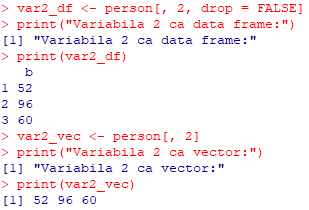 > var2_df <- person[, 2, drop = FALSE]
> print("Variabila 2 ca data frame:")
[1] "Variabila 2 ca data frame:"
> print(var2_df)
   b
1 52
2 96
3 60
> var2_vec <- person[, 2]
> print("Variabila 2 ca vector:")
[1] "Variabila 2 ca vector:"
> print(var2_vec)
[1] 52 96 60